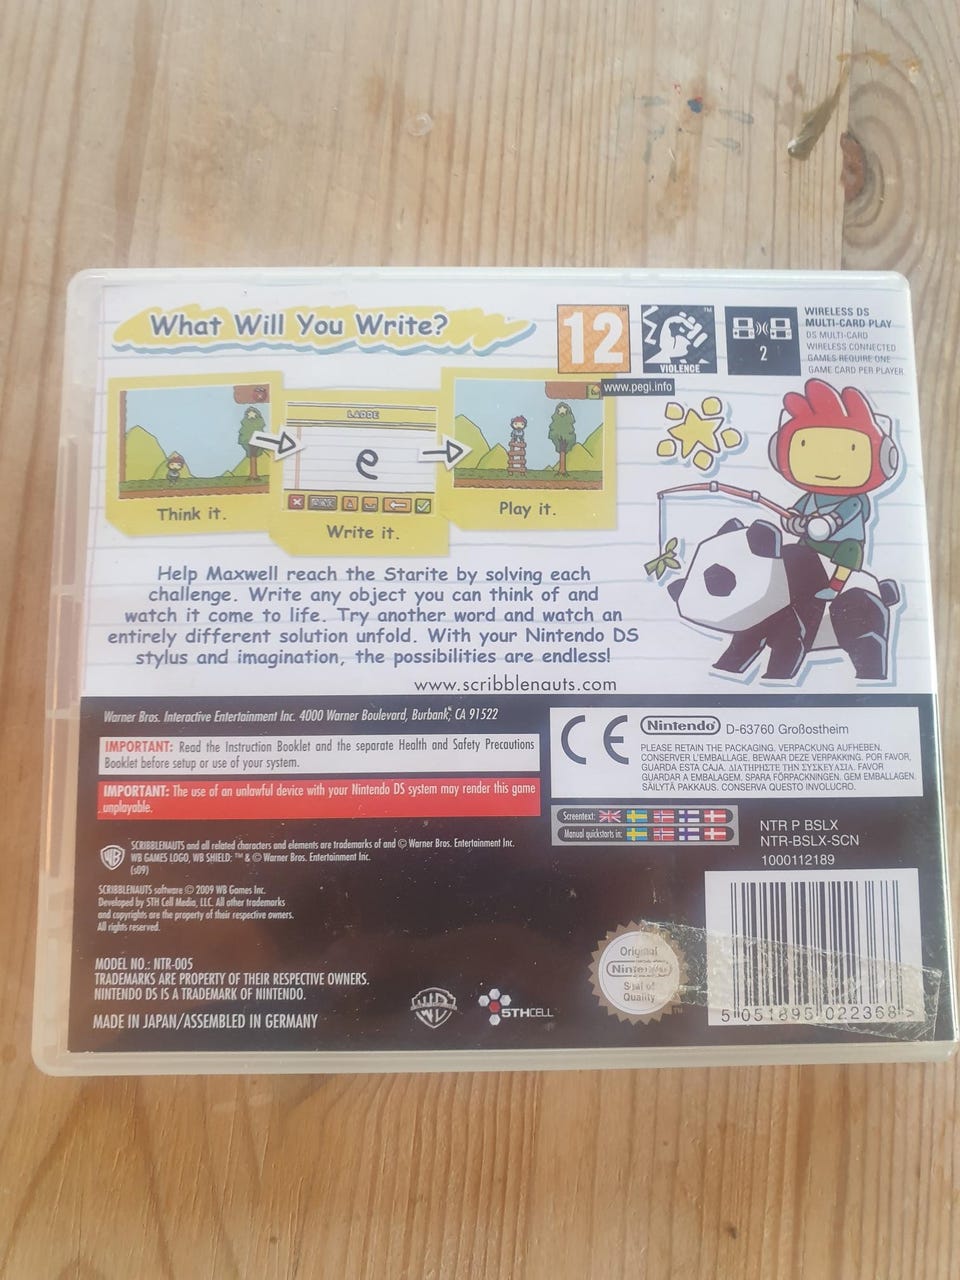 What Will You Write?
12
VIOLENCE
www.pegi.info
2
WIRELESS DS
MULTI-CARD PLAY
DS MULTI-CARD
WIRELESS CONNECTED
GAMES REQUIRE ONE
GAME CARD PER PLAYER
LADDE
e
Think it.
Write it.
Play it.
Help Maxwell reach the Starite by solving each
challenge. Write any object you can think of and
watch it come to life. Try another word and watch an
entirely different solution unfold. With your Nintendo DS
stylus and imagination, the possibilities are endless!
www.scribblenauts.com
Warner Bros. Interactive Entertainment Inc. 4000 Warner Boulevard, Burbank, CA 91522
IMPORTANT: Read the Instruction Booklet and the separate Health and Safety Precautions
Booklet before setup or use of your system.
IMPORTANT: The use of an unlawful device with your Nintendo DS system may render this game
unplayable.
CE
Nintendo D-63760 Großostheim
PLEASE RETAIN THE PACKAGING. VERPACKUNG AUFHEBEN.
CONSERVER L'EMBALLAGE. BEWAAR DEZE VERPAKKING. POR FAVOR,
GUARDA ESTA CAJA. ΔΙΑΤΗΡΗΣΤΕ ΤΗΝ ΣΥΣΚΕΥΑΣΙΑ. FAVOR
GUARDAR A EMBALAGEM. SPARA FÖRPACKNINGEN. GEM EMBALLAGEN.
SÄILYTÄ PAKKAUS. CONSERVA QUESTO INVOLUCRO.
Screentext:
Manual quickstarts in:
NTR P BSLX
NTR-BSLX-SCN
1000112189
WB
SCRIBBLENAUTS and all related characters and elements are trademarks of and © Warner Bros. Entertainment Inc.
WB GAMES LOGO, WB SHIELD: ™ & © Warner Bros. Entertainment Inc.
(s09)
SCRIBBLENAUTS software © 2009 WB Games Inc.
Developed by 5TH Cell Media, LLC. All other trademarks
and copyrights are the property of their respective owners.
All rights reserved.
MODEL NO.: NTR-005
TRADEMARKS ARE PROPERTY OF THEIR RESPECTIVE OWNERS.
NINTENDO DS IS A TRADEMARK OF NINTENDO.
MADE IN JAPAN/ASSEMBLED IN GERMANY
WB
5THCELL
Original
Nintendo
Seal of
Quality
5 051895 022368 >